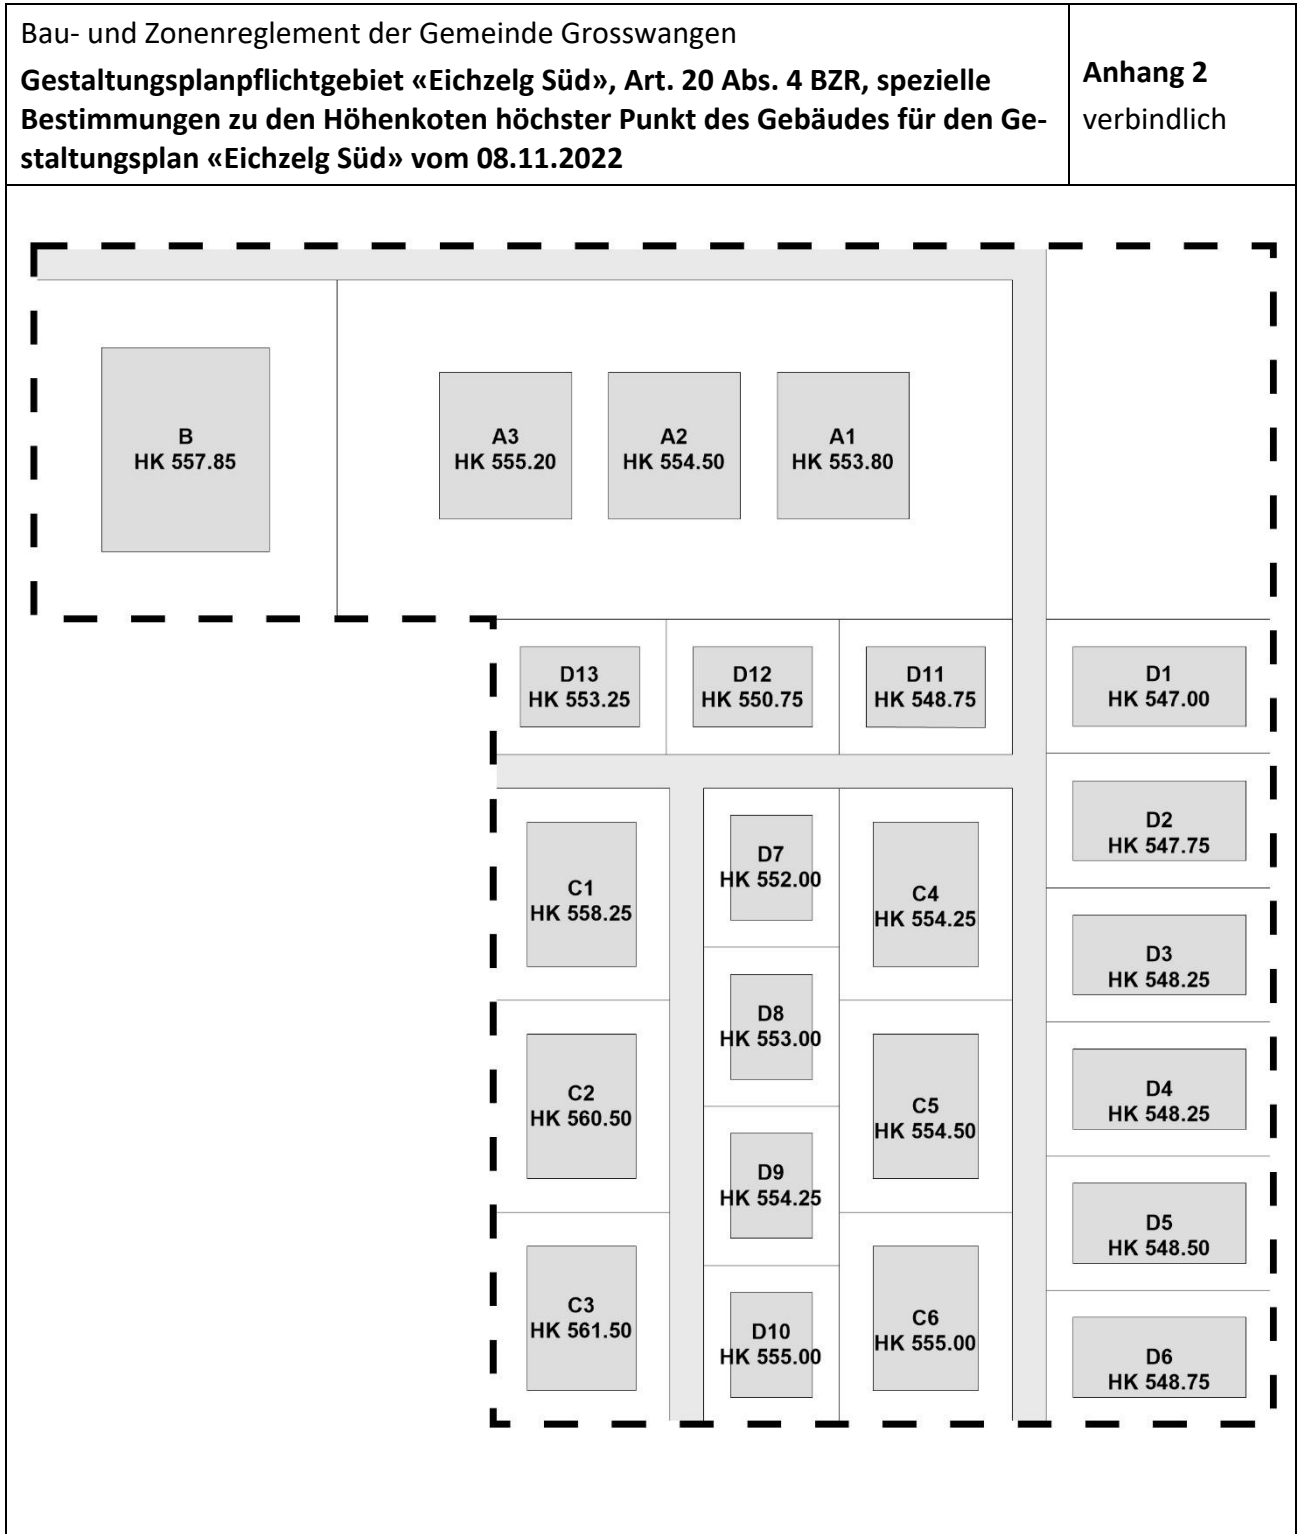 Bau- und Zonenreglement der Gemeinde Grosswangen
Gestaltungsplanpflichtgebiet «Eichzelg Süd», Art. 20 Abs. 4 BZR, spezielle
Bestimmungen zu den Höhenkoten höchster Punkt des Gebäudes für den Ge-
staltungsplan «Eichzelg Süd» vom 08.11.2022
Anhang 2
verbindlich
B
HK 557.85
A3
HK 555.20
A2
HK 554.50
A1
HK 553.80
D13
HK 553.25
D12
HK 550.75
D11
HK 548.75
D1
HK 547.00
D2
HK 547.75
D7
HK 552.00
C1
HK 558.25
C4
HK 554.25
D3
HK 548.25
D8
HK 553.00
C2
HK 560.50
C5
HK 554.50
D4
HK 548.25
D9
HK 554.25
D5
HK 548.50
C3
HK 561.50
D10
HK 555.00
C6
HK 555.00
D6
HK 548.75